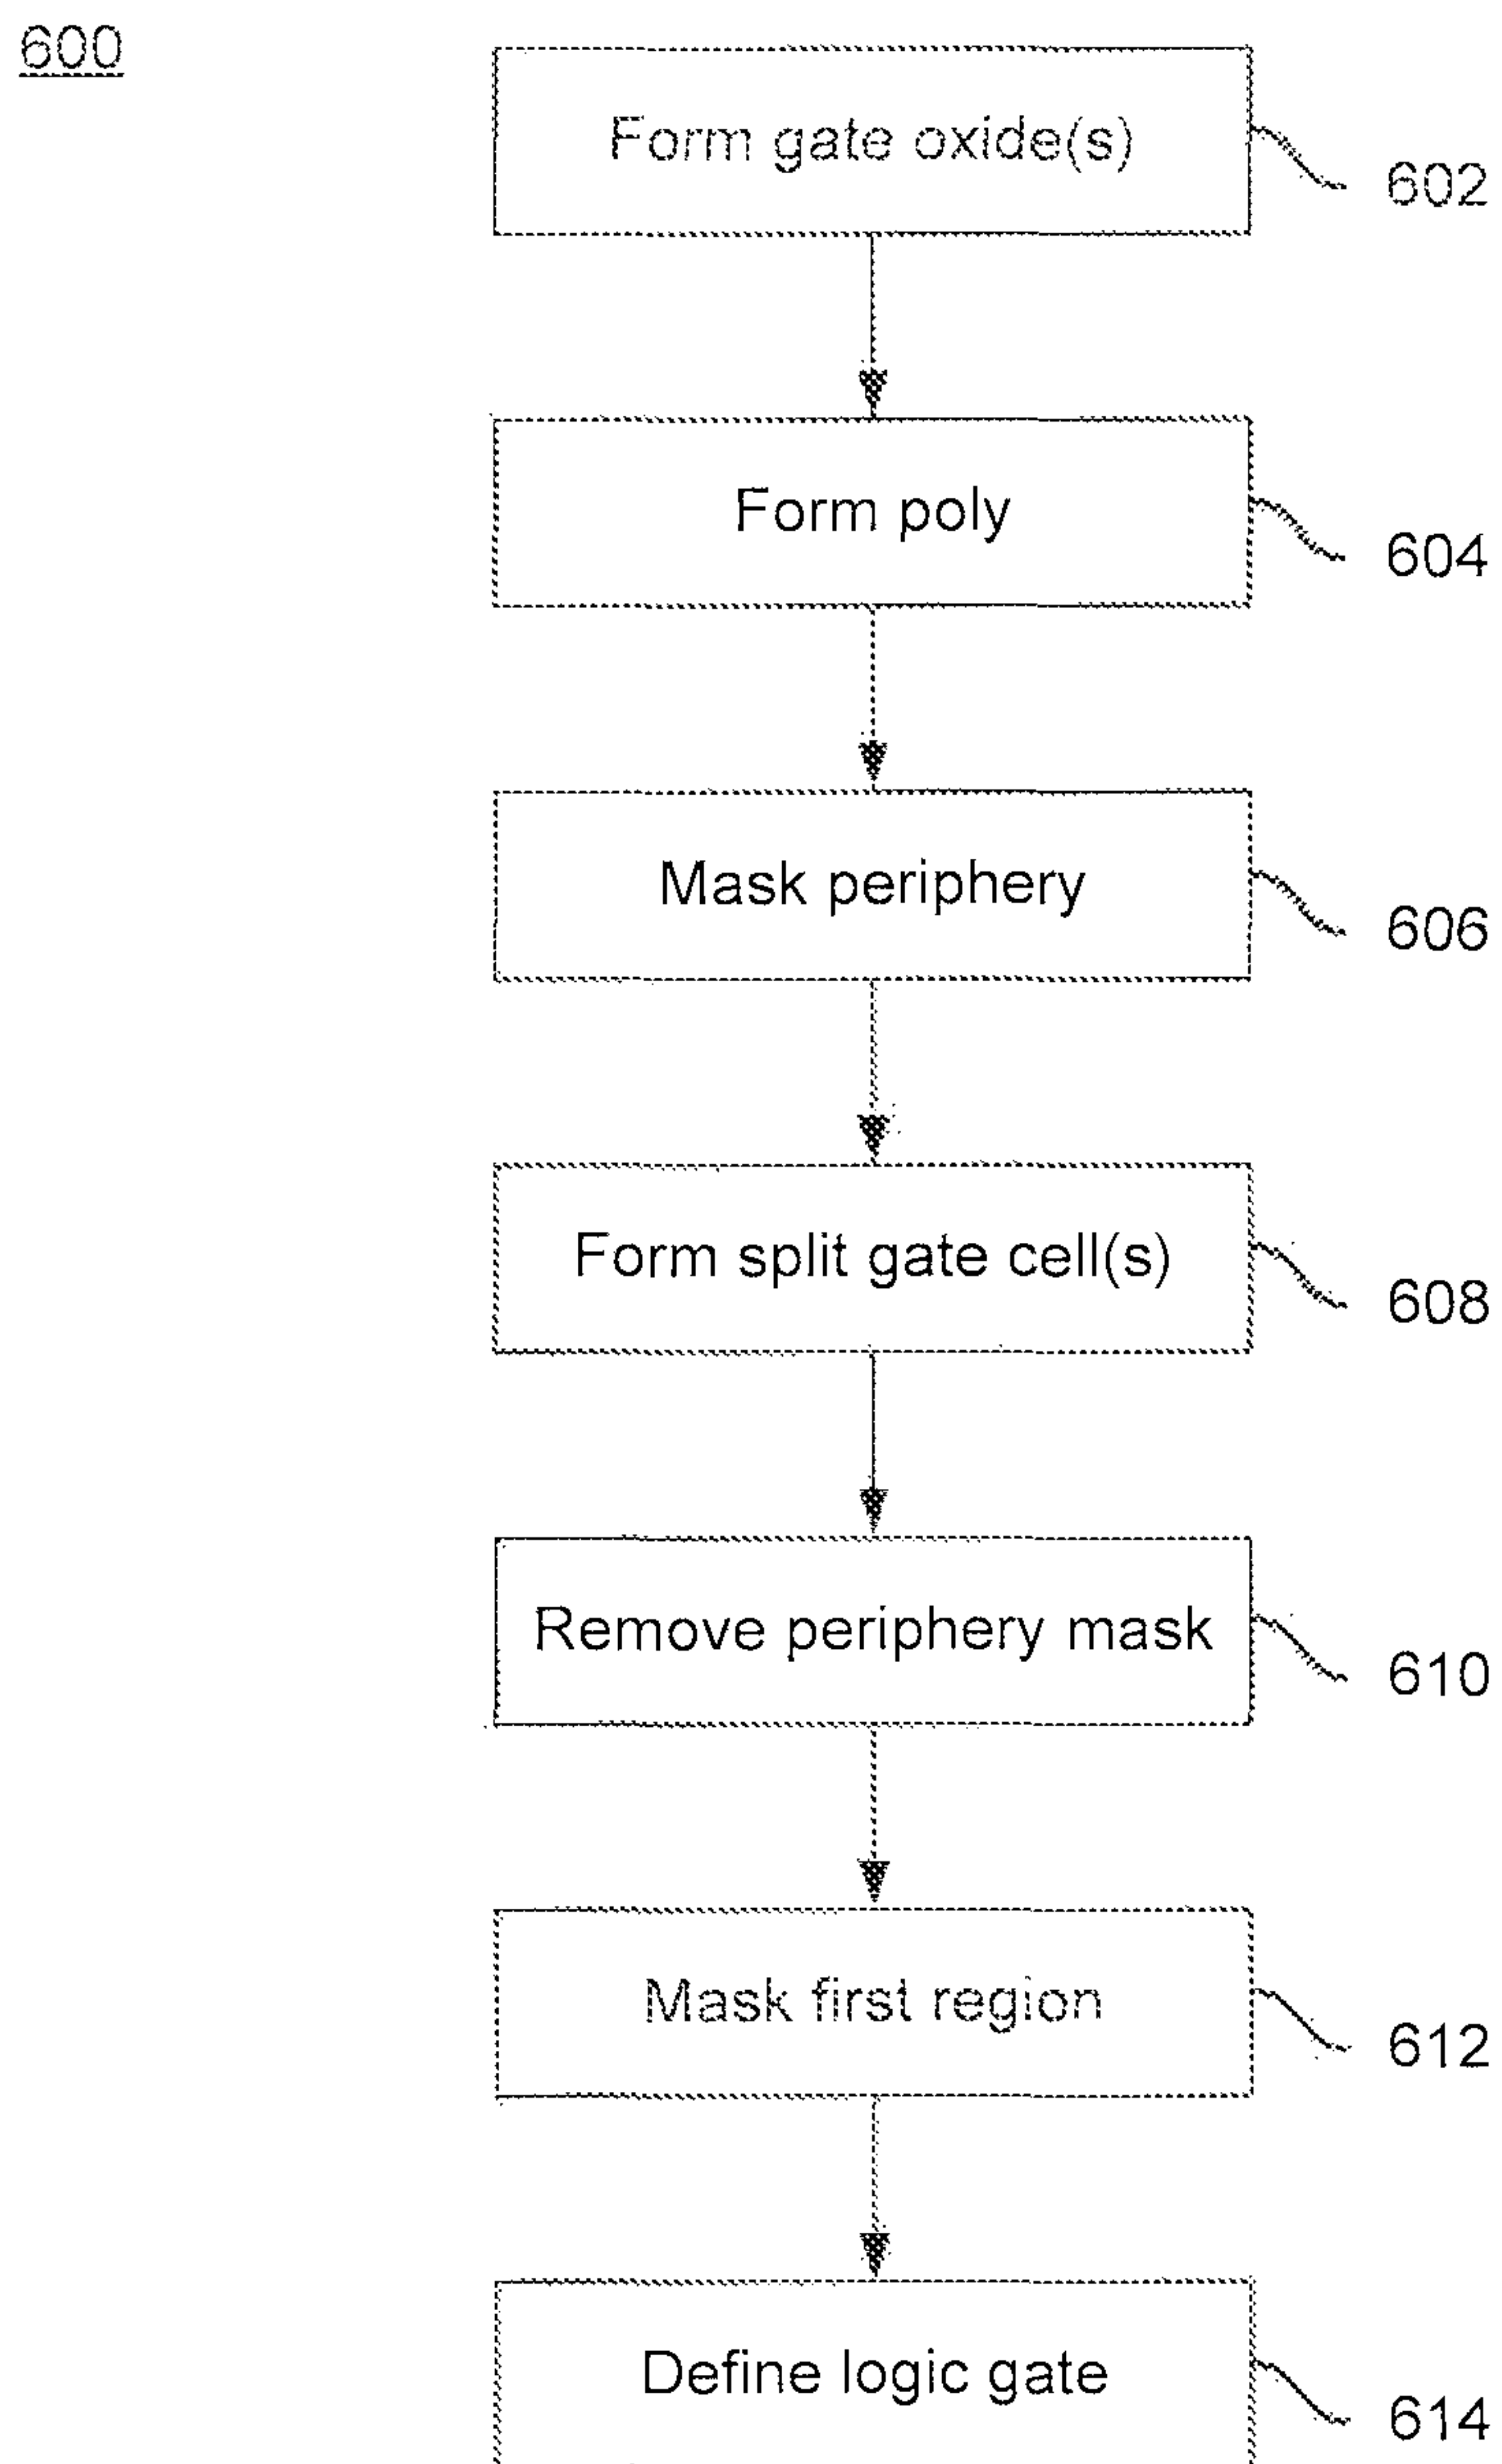 600
Form gate oxide(s)
602
Form poly
604
Mask periphery
606
Form split gate cell(s)
608
Remove periphery mask
610
Mask first region
612
Define logic gate
614